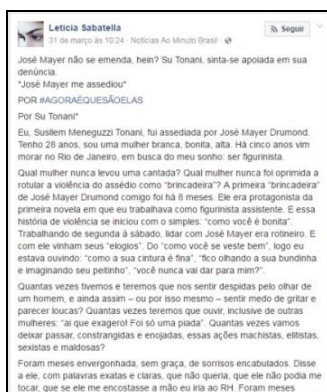 Leticia Sabatella
Seguir
31 de março às 10:24 · Notícias Ao Minuto Brasil ·
José Mayer não se emenda, hein? Su Tonani, sinta-se apoiada em sua
denúncia.
"José Mayer me assediou"
POR #AGORAÉQUESÃOELAS
Por Su Tonani*
Eu, Susllem Meneguzzi Tonani, fui assediada por José Mayer Drumond.
Tenho 28 anos, sou uma mulher branca, bonita, alta. Há cinco anos vim
morar no Rio de Janeiro, em busca do meu sonho: ser figurinista.
Qual mulher nunca levou uma cantada? Qual mulher nunca foi oprimida a
rotular a violência do assédio como "brincadeira"? A primeira "brincadeira"
de José Mayer Drumond comigo foi há 8 meses. Ele era protagonista da
primeira novela em que eu trabalhava como figurinista assistente. E essa
história de violência se iniciou com o simples: "como você é bonita".
Trabalhando de segunda à sábado, lidar com José Mayer era rotineiro. E
com ele vinham seus "elogios". Do "como você se veste bem", logo eu
estava ouvindo: "como a sua cintura é fina", "fico olhando a sua bundinha
e imaginando seu peitinho", "você nunca vai dar para mim?".
Quantas vezes tivemos e teremos que nos sentir despidas pelo olhar de
um homem, e ainda assim – ou por isso mesmo – sentir medo de gritar e
parecer loucas? Quantas vezes teremos que ouvir, inclusive de outras
mulheres: "ai que exagero! Foi só uma piada". Quantas vezes vamos
deixar passar, constrangidas e enojadas, essas ações machistas, elitistas,
sexistas e maldosas?
Foram meses envergonhada, sem graça, de sorrisos encabulados. Disse
a ele, com palavras exatas e claras, que não queria, que ele não podia me
tocar, que se ele me encostasse a mão eu iria ao RH. Foram meses